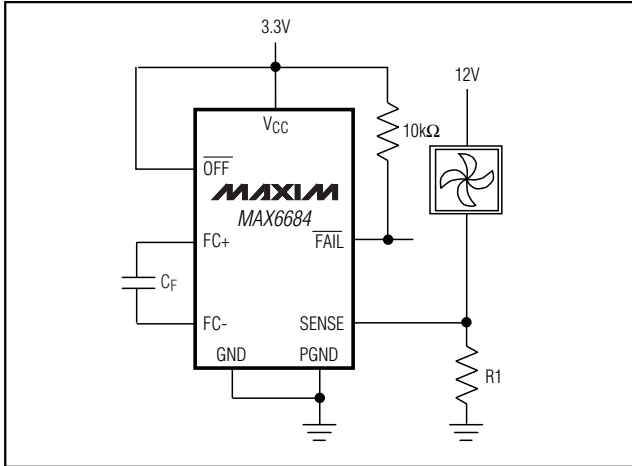 3.3V
12V
VCC
10kΩ
OFF
MAXIM
MAX6684
FC+
FAIL
CF
FC-
SENSE
GND
PGND
R1